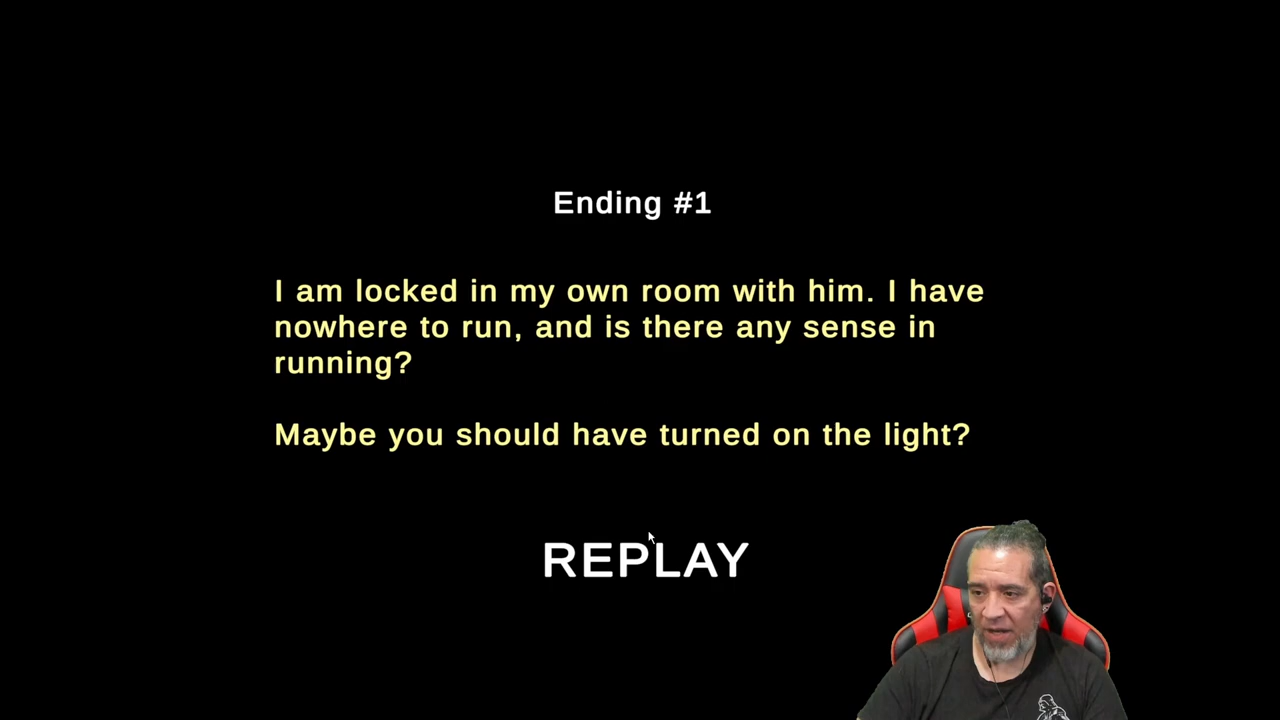 Ending #1
I am locked in my own room with him. I have
nowhere to run, and is there any sense in
running?
Maybe you should have turned on the light?
REPLAY